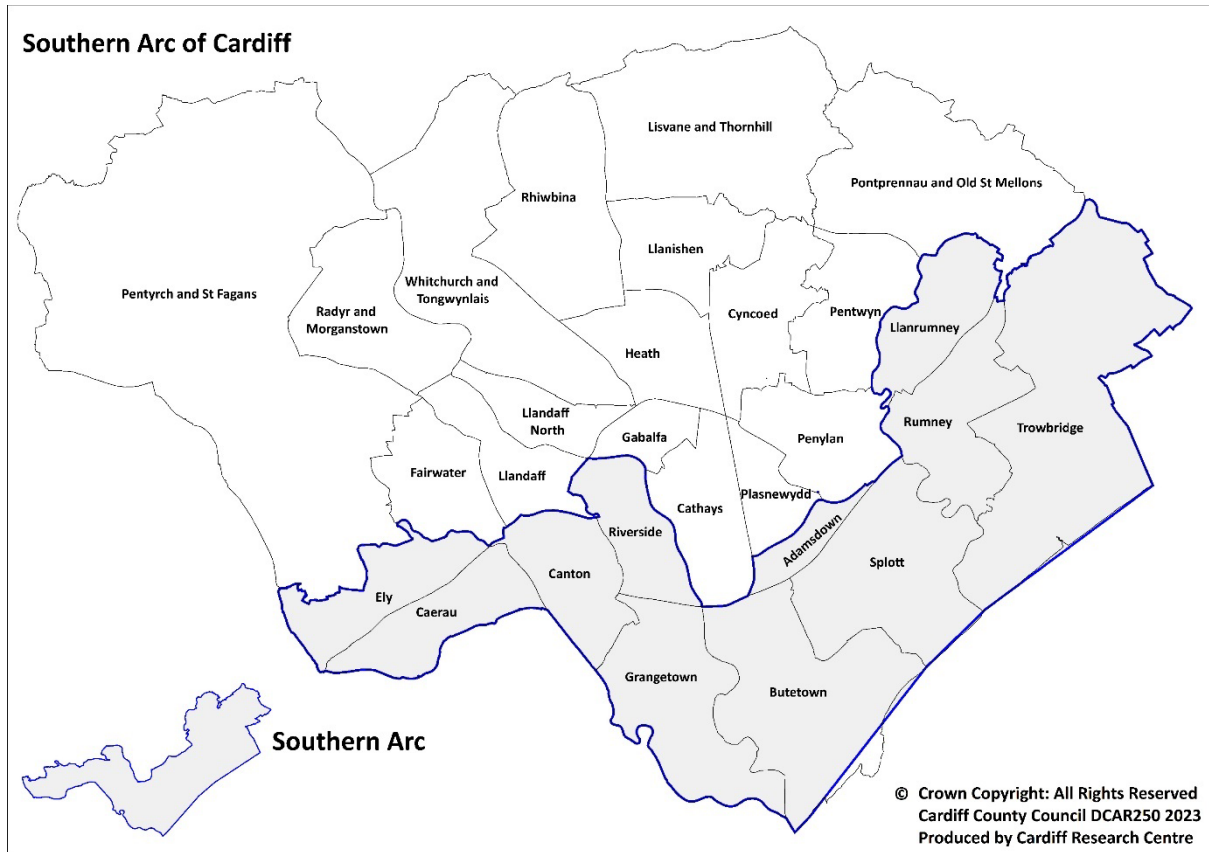 Southern Arc of Cardiff
Lisvane and Thornhill
Pontprennau and Old St Mellons
Rhiwbina
Llanishen
Pentyrch and St Fagans
Whitchurch and
Tongwynlais
Radyr and
Morganstown
Cyncoed
Pentwyn
Llanrumney
Heath
Llandaff
North
Gabalfa
Penylan
Rumney
Trowbridge
Fairwater
Llandaff
Cathays
Plasnewydd
Riverside
Adamsdown
Splott
Canton
Ely
Caerau
Grangetown
Butetown
Southern Arc
© Crown Copyright: All Rights Reserved
Cardiff County Council DCAR250 2023
Produced by Cardiff Research Centre